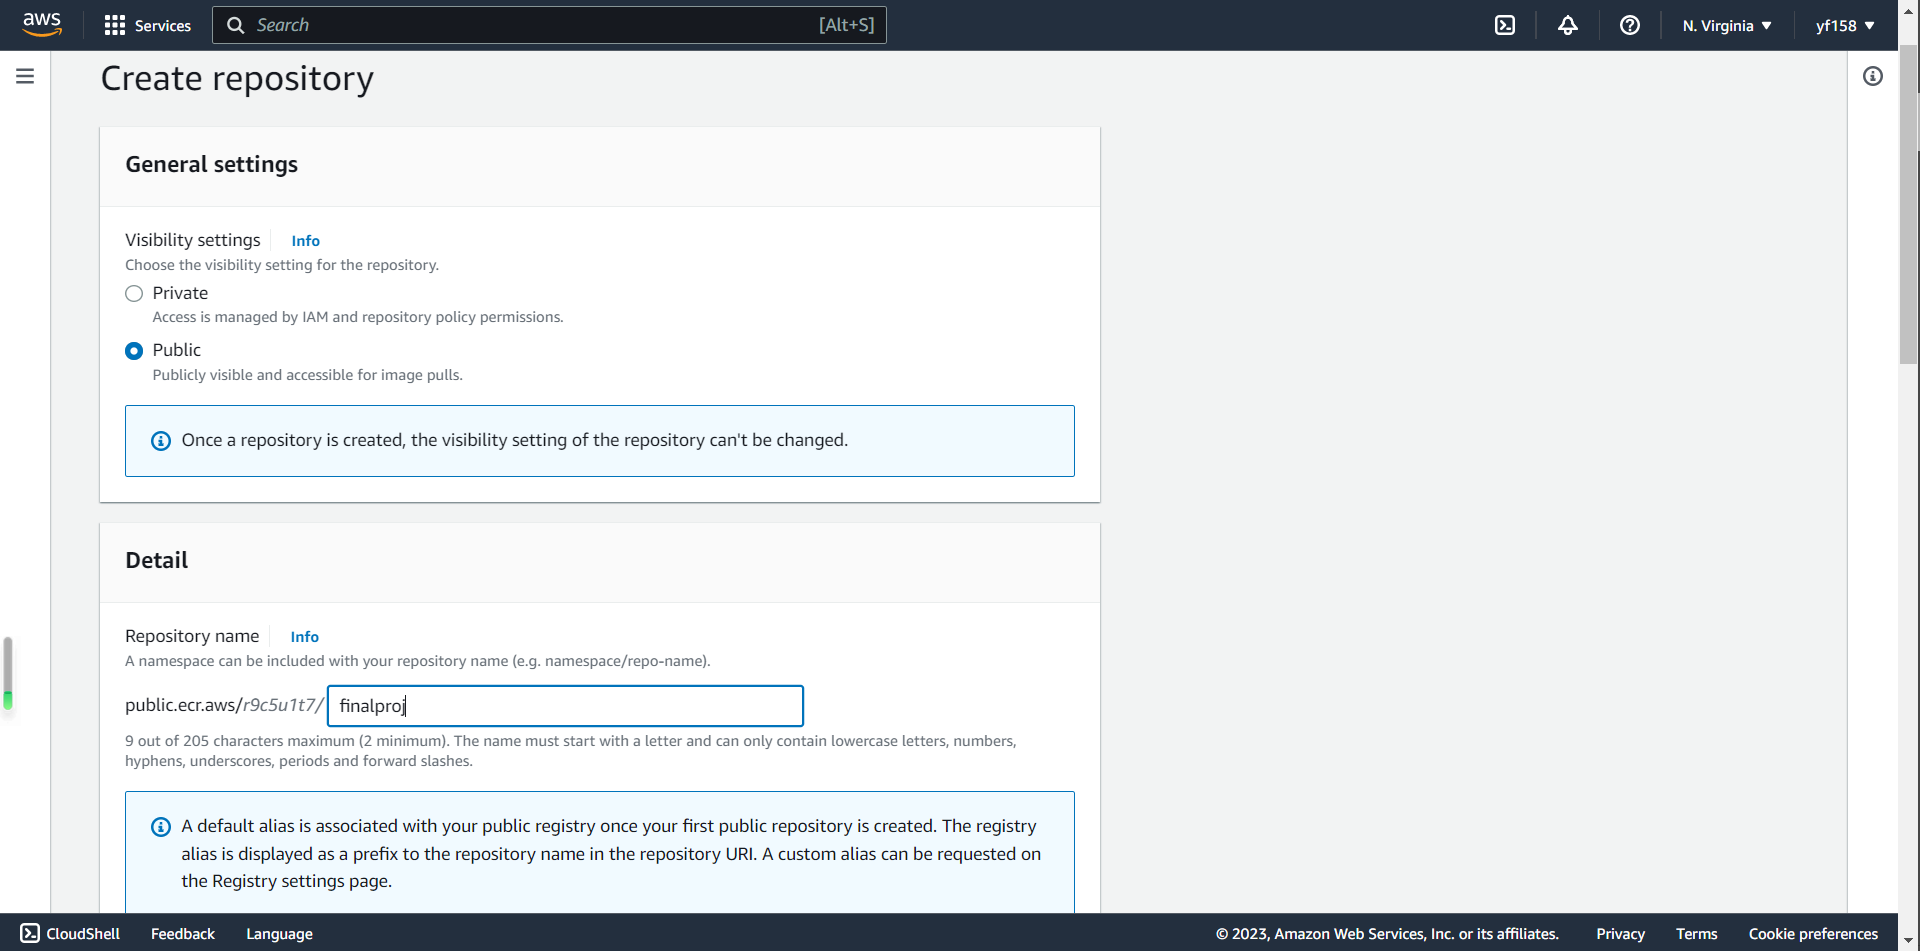 aws
Services
Search
[Alt+S]
N. Virginia
yf158
Create repository
General settings
Visibility settings
Info
Choose the visibility setting for the repository.
Private
Access is managed by IAM and repository policy permissions.
Public
Publicly visible and accessible for image pulls.
Once a repository is created, the visibility setting of the repository can't be changed.
Detail
Repository name
Info
A namespace can be included with your repository name (e.g. namespace/repo-name).
public.ecr.aws/r9c5u1t7/
finalproj
9 out of 205 characters maximum (2 minimum). The name must start with a letter and can only contain lowercase letters, numbers,
hyphens, underscores, periods and forward slashes.
A default alias is associated with your public registry once your first public repository is created. The registry
alias is displayed as a prefix to the repository name in the repository URI. A custom alias can be requested on
the Registry settings page.
CloudShell
Feedback
Language
© 2023, Amazon Web Services, Inc. or its affiliates.
Privacy
Terms
Cookie preferences